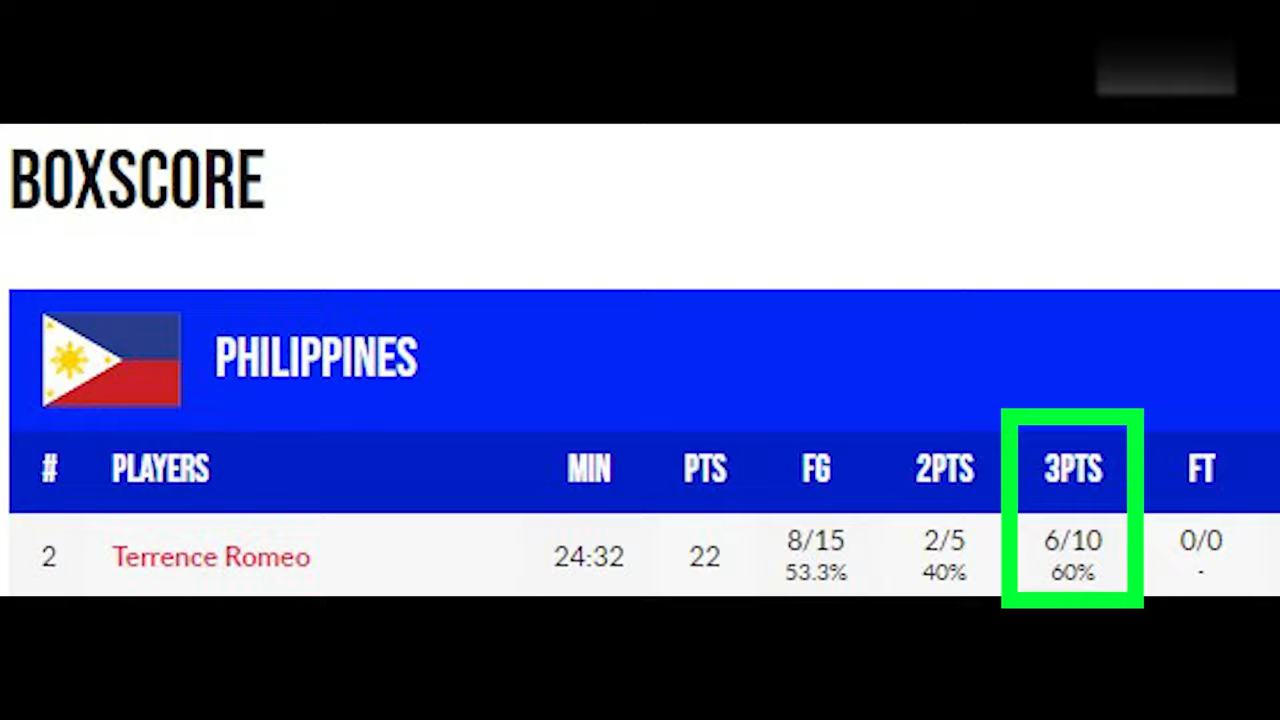 BOXSCORE
PHILIPPINES
# PLAYERS MIN PTS FG 2PTS 3PTS FT
2 Terrence Romeo 24:32 22 8/15 2/5 6/10 0/0
53.3% 40% 60% -